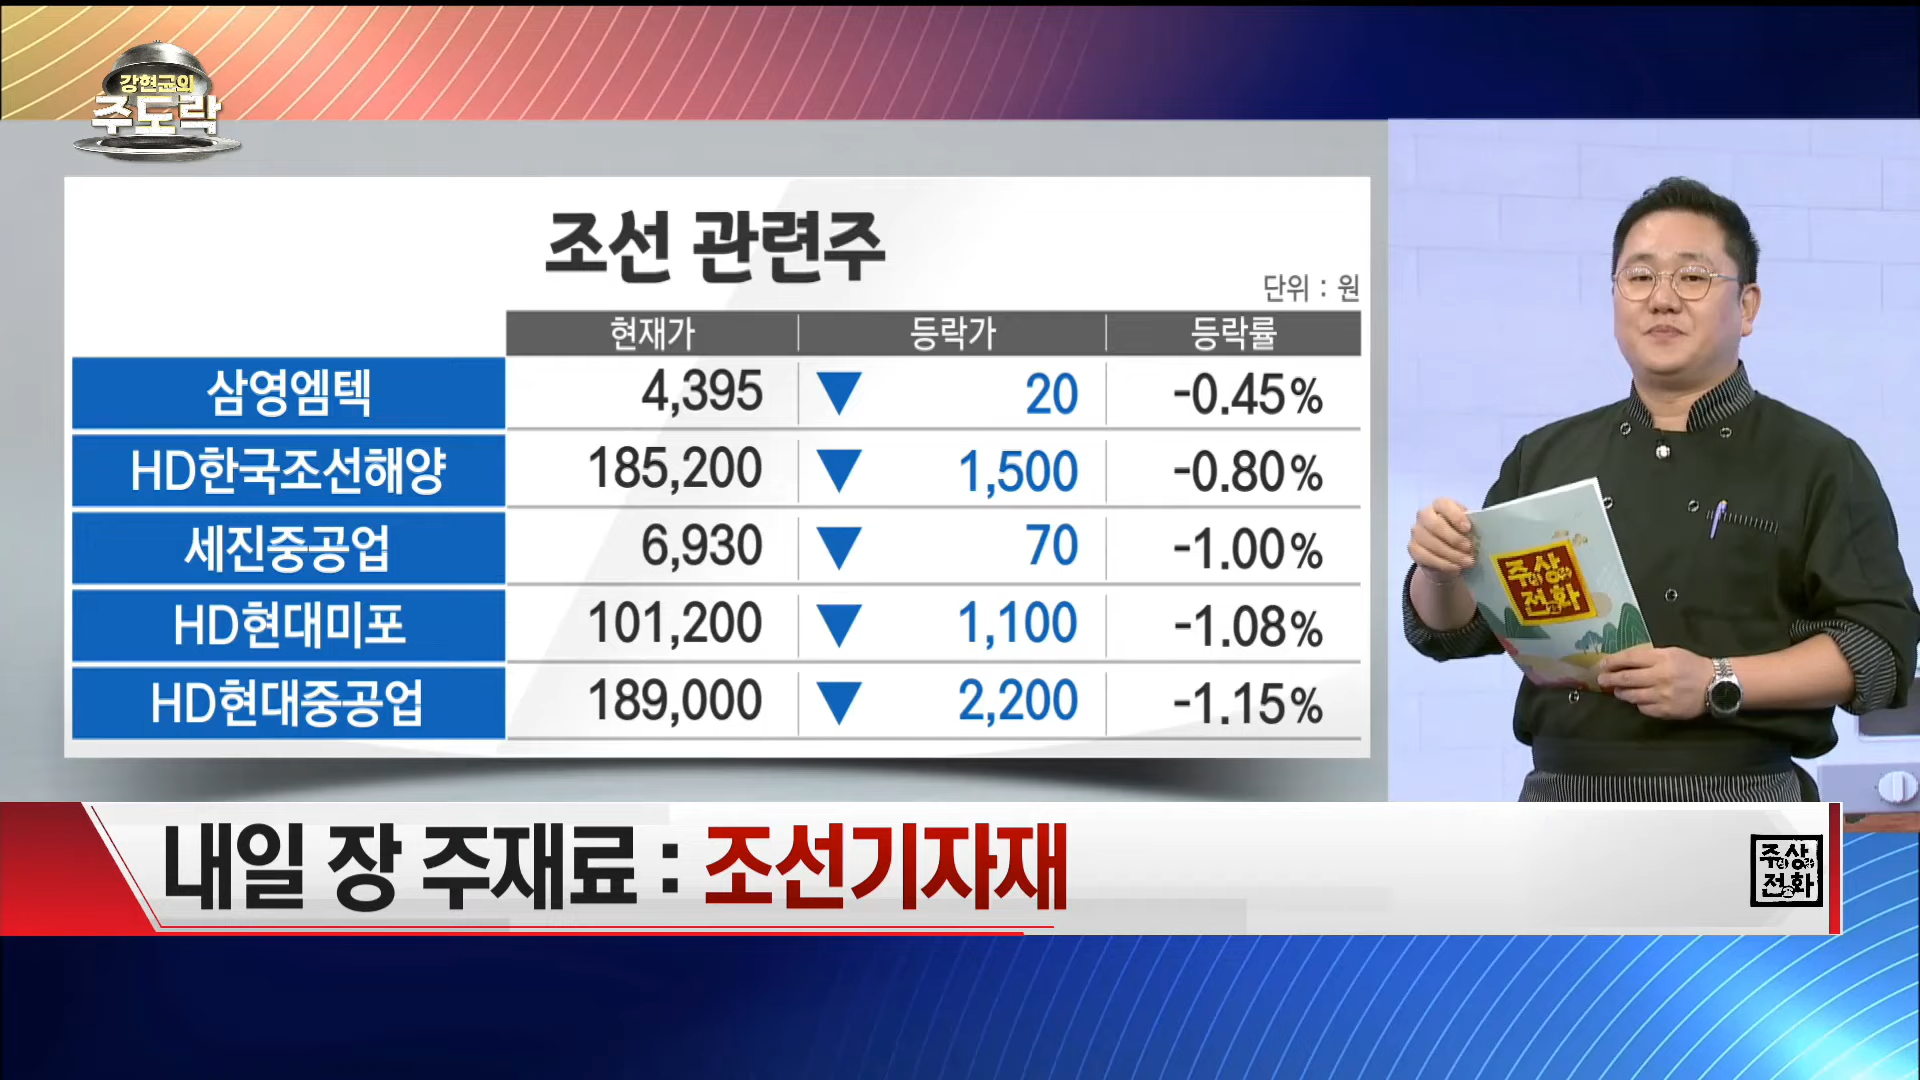 강현균의
주도락
조선 관련주
단위 : 원
현재가 등락가 등락률
삼영엠텍 4,395 ▼ 20 -0.45%
HD한국조선해양 185,200 ▼ 1,500 -0.80%
세진중공업 6,930 ▼ 70 -1.00%
HD현대미포 101,200 ▼ 1,100 -1.08%
HD현대중공업 189,000 ▼ 2,200 -1.15%
주상
전화
내일 장 주재료 : 조선기자재
주상
전화